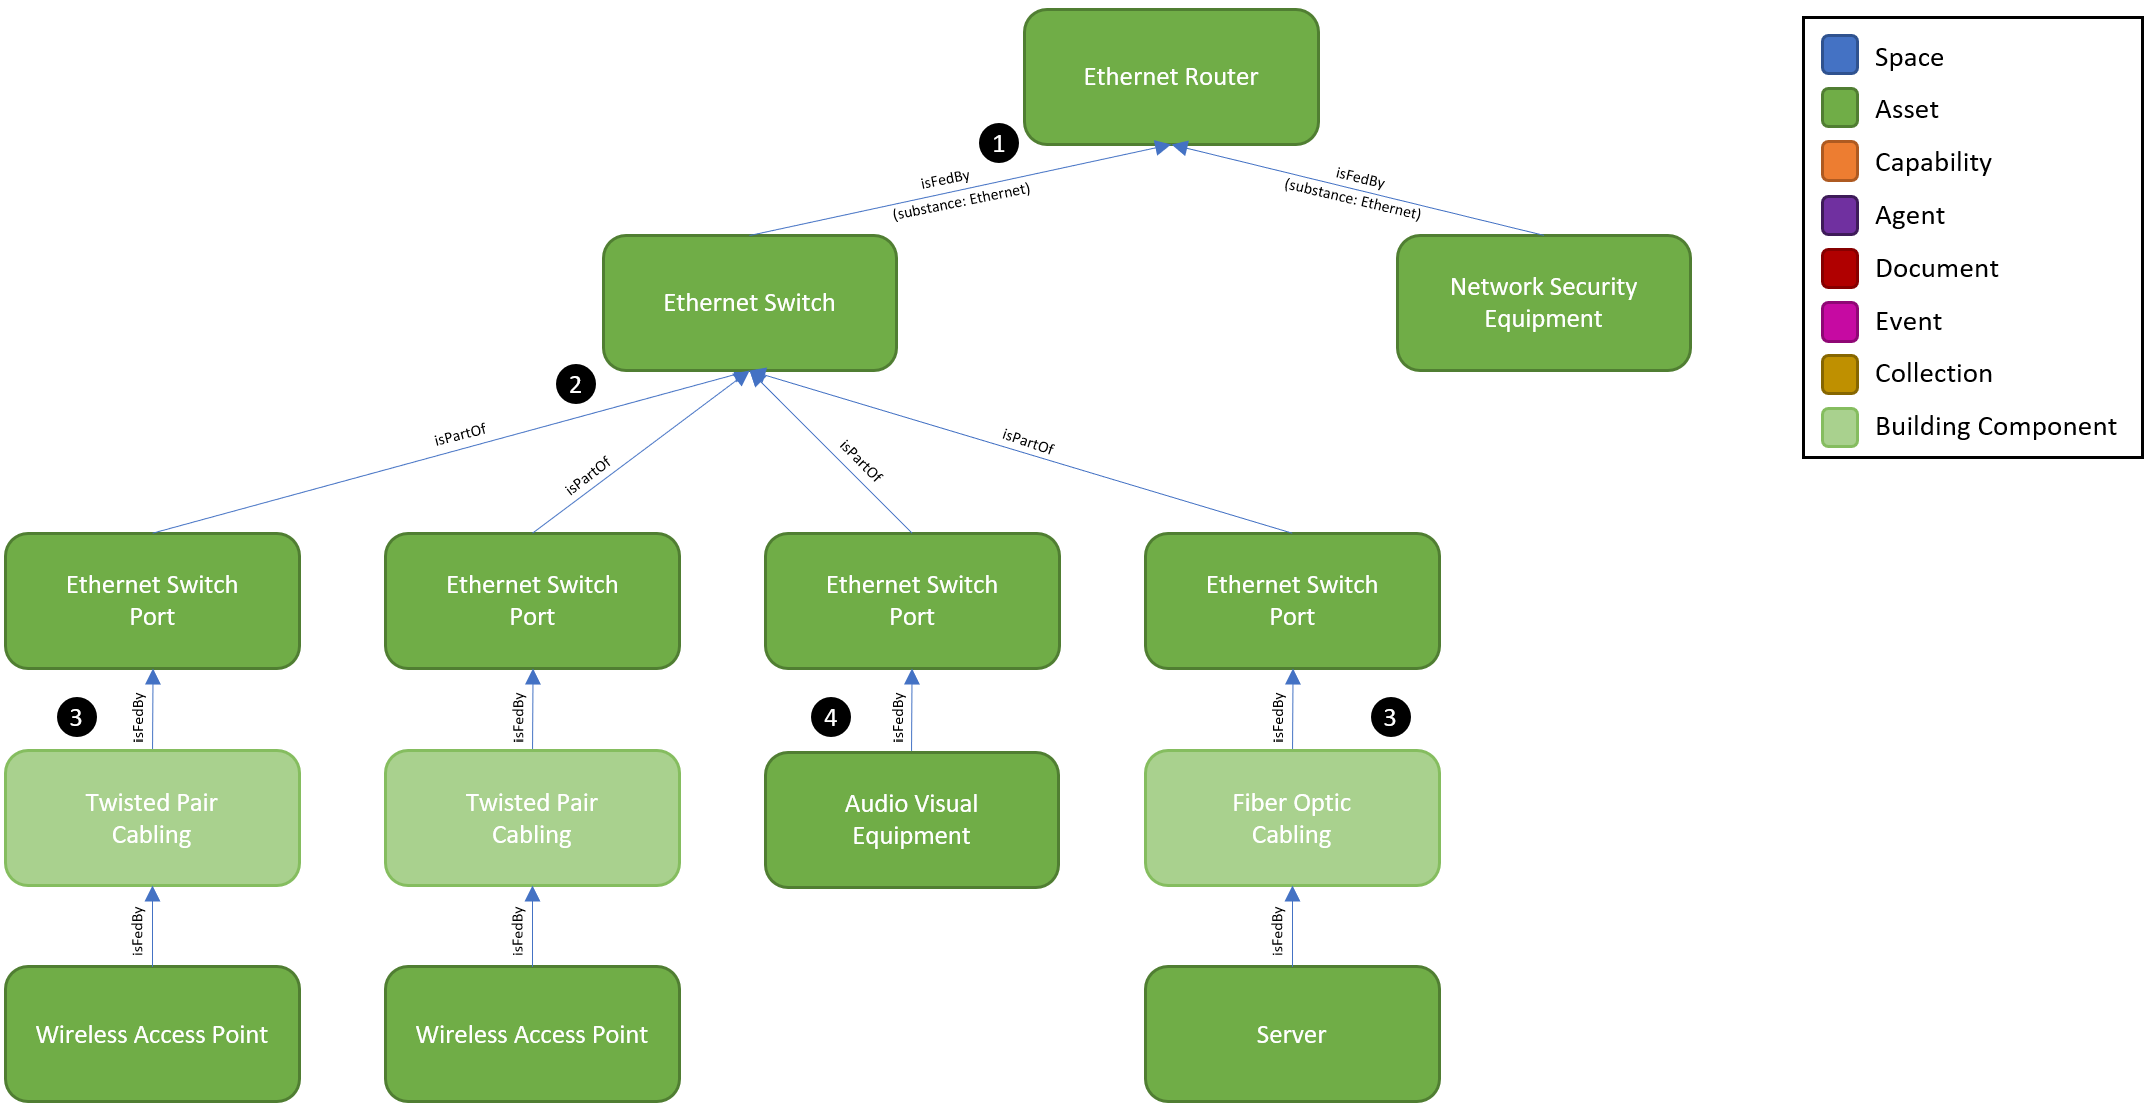 Ethernet Router
Space
Asset
Capability
Agent
Document
Event
Collection
Building Component
1
isFedBy
(substance: Ethernet)
isFedBy
(substance: Ethernet)
Ethernet Switch
Network Security
Equipment
2
isPartOf
isPartOf
isPartOf
isPartOf
Ethernet Switch
Port
Ethernet Switch
Port
Ethernet Switch
Port
Ethernet Switch
Port
3
isFedBy
isFedBy
4
isFedBy
isFedBy
3
Twisted Pair
Cabling
Twisted Pair
Cabling
Audio Visual
Equipment
Fiber Optic
Cabling
isFedBy
isFedBy
isFedBy
Wireless Access Point
Wireless Access Point
Server